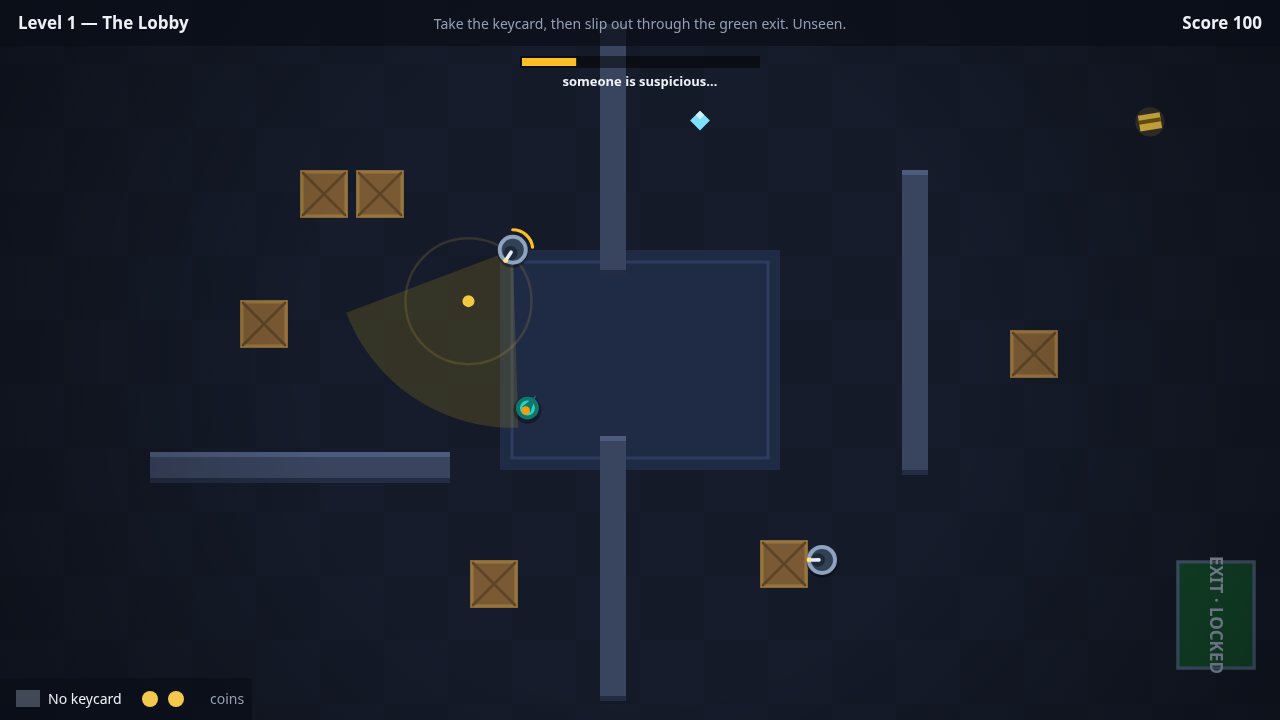 Level 1 — The Lobby
Take the keycard, then slip out through the green exit. Unseen.
Score 100
someone is suspicious...
EXIT · LOCKED
No keycard
coins